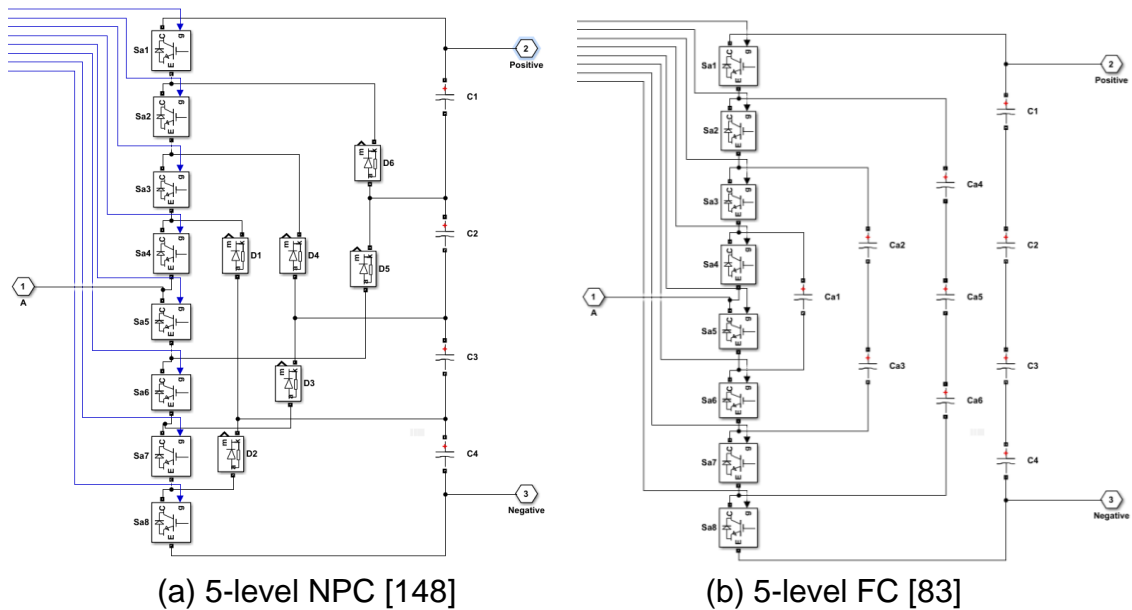 Sa1
Sa2
Sa3
Sa4
Sa5
Sa6
Sa7
Sa8
1
A
D1
D2
D3
D4
D5
D6
C1
C2
C3
C4
2
Positive
3
Negative
(a) 5-level NPC [148]
Sa1
Sa2
Sa3
Sa4
Sa5
Sa6
Sa7
Sa8
1
A
Ca1
Ca2
Ca3
Ca4
Ca5
Ca6
C1
C2
C3
C4
2
Positive
3
Negative
(b) 5-level FC [83]